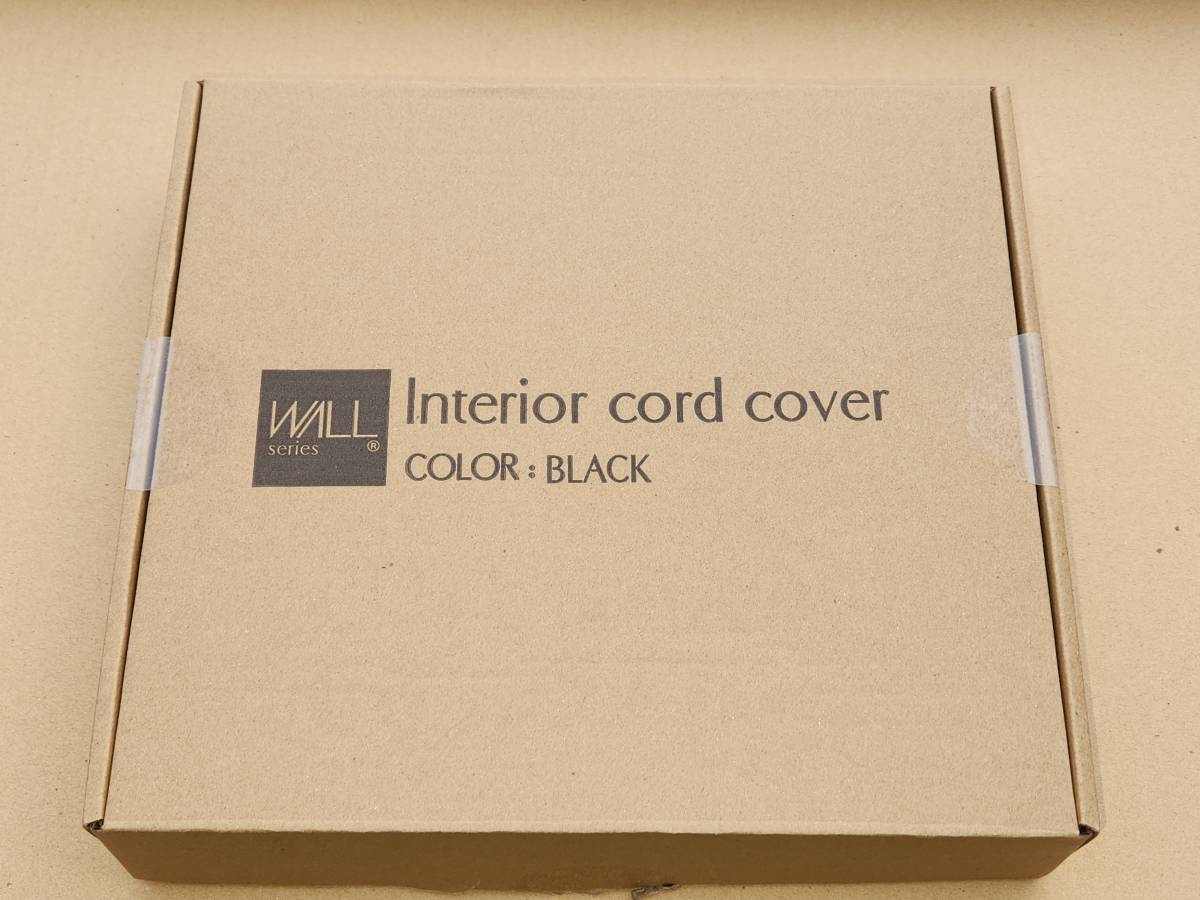 WALL
series ®
Interior cord cover
COLOR : BLACK